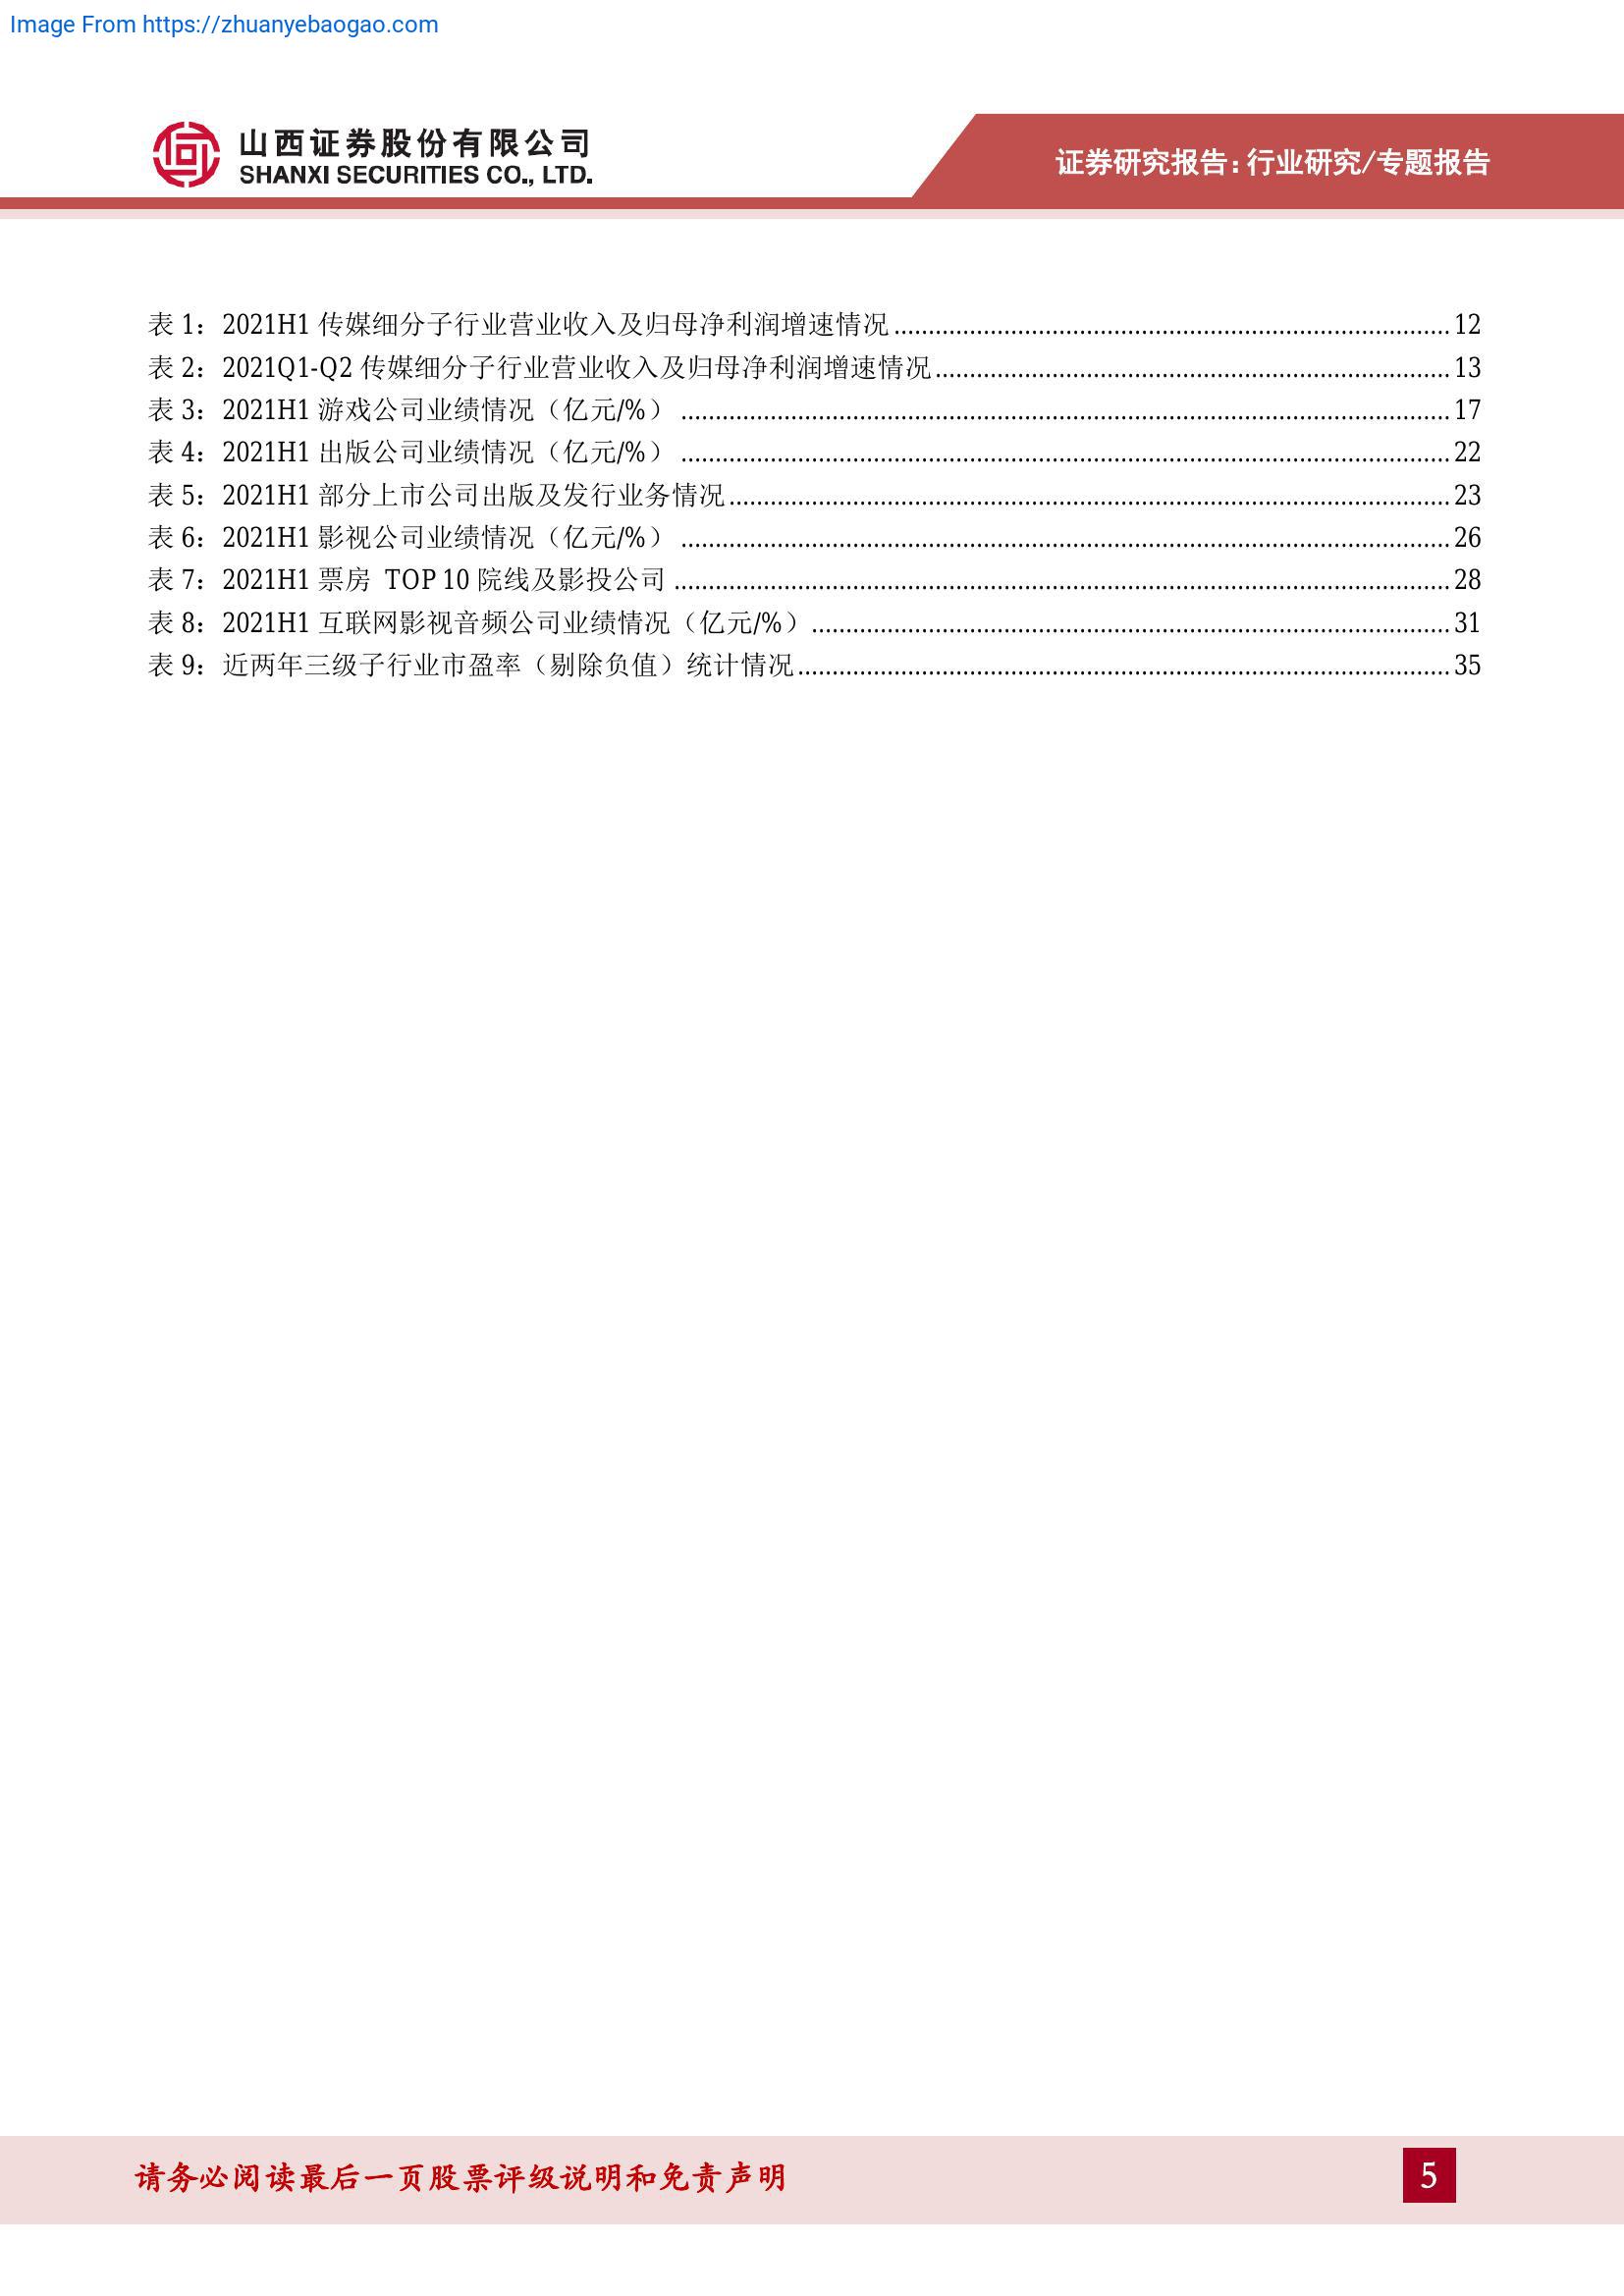 Image From https://zhuanyebaogao.com
山西证券股份有限公司
SHANXI SECURITIES CO., LTD.
证券研究报告:行业研究/专题报告
表 1：2021H1 传媒细分子行业营业收入及归母净利润增速情况 12
表 2：2021Q1-Q2 传媒细分子行业营业收入及归母净利润增速情况 13
表 3：2021H1 游戏公司业绩情况（亿元/%） 17
表 4：2021H1 出版公司业绩情况（亿元/%） 22
表 5：2021H1 部分上市公司出版及发行业务情况 23
表 6：2021H1 影视公司业绩情况（亿元/%） 26
表 7：2021H1 票房 TOP 10 院线及影投公司 28
表 8：2021H1 互联网影视音频公司业绩情况（亿元/%） 31
表 9：近两年三级子行业市盈率（剔除负值）统计情况 35
请务必阅读最后一页股票评级说明和免责声明
5